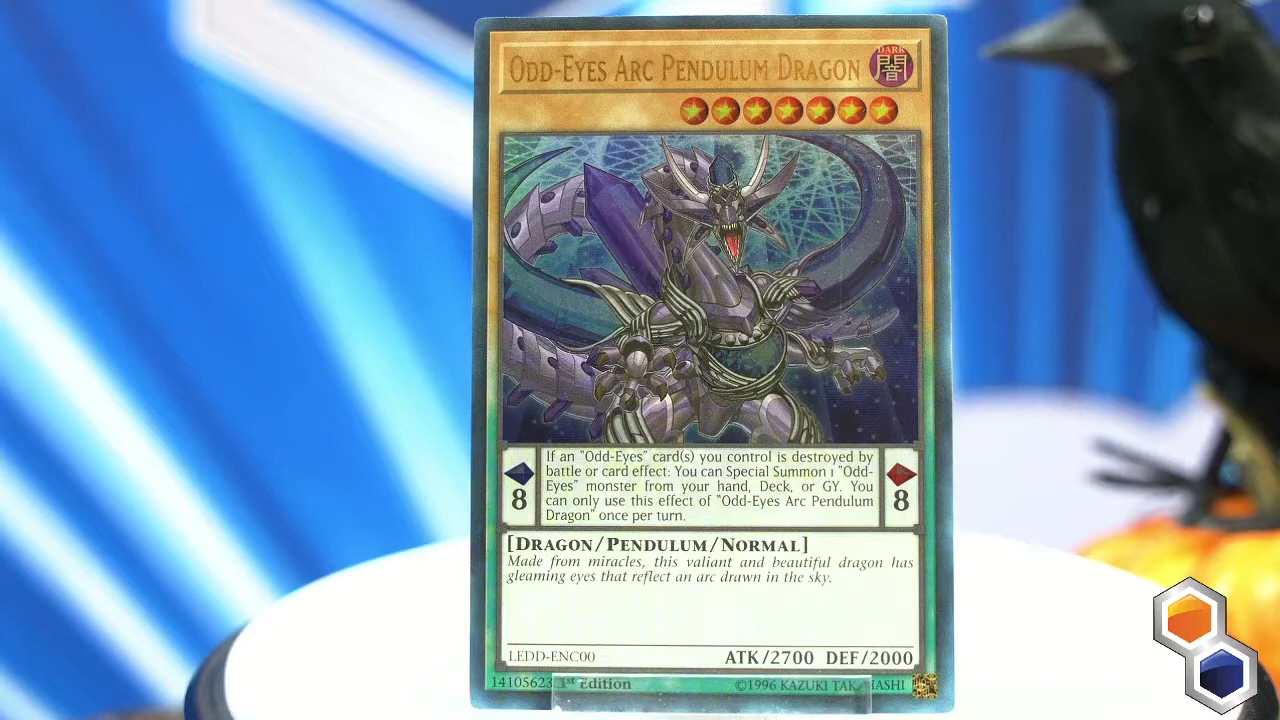 Odd-Eyes Arc Pendulum Dragon
DARK
闇
If an "Odd-Eyes" card(s) you control is destroyed by
battle or card effect: You can Special Summon 1 "Odd-
Eyes" monster from your hand, Deck, or GY. You
can only use this effect of "Odd-Eyes Arc Pendulum
Dragon" once per turn.
8
8
[Dragon/Pendulum/Normal]
Made from miracles, this valiant and beautiful dragon has
gleaming eyes that reflect an arc drawn in the sky.
LEDD-ENC00
ATK/2700 DEF/2000
14105623 1st Edition
©1996 KAZUKI